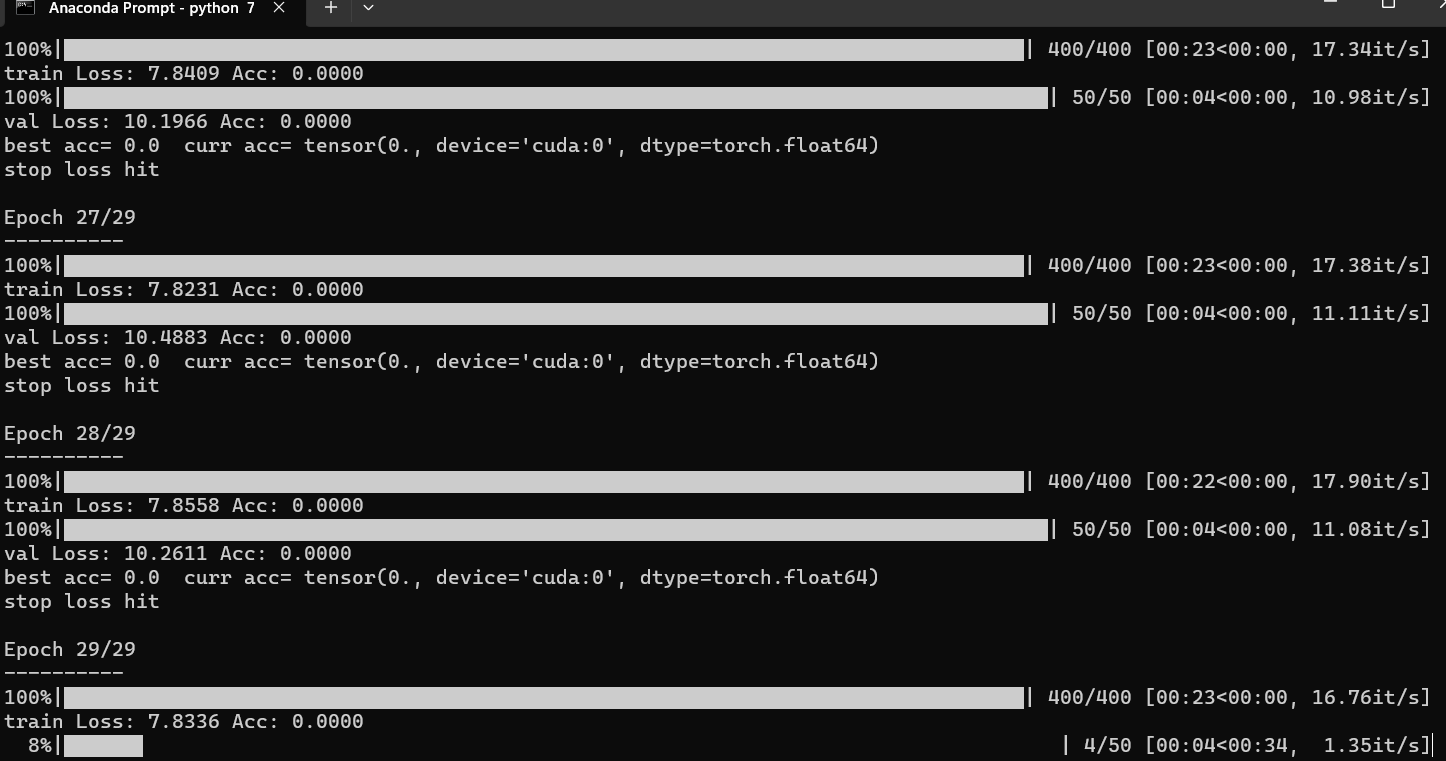 Anaconda Prompt - python 7
100%| 400/400 [00:23<00:00, 17.34it/s]
train Loss: 7.8409 Acc: 0.0000
100%| | 50/50 [00:04<00:00, 10.98it/s]
val Loss: 10.1966 Acc: 0.0000
best acc= 0.0  curr acc= tensor(0., device='cuda:0', dtype=torch.float64)
stop loss hit
Epoch 27/29
----------
100%| | 400/400 [00:23<00:00, 17.38it/s]
train Loss: 7.8231 Acc: 0.0000
100%| | 50/50 [00:04<00:00, 11.11it/s]
val Loss: 10.4883 Acc: 0.0000
best acc= 0.0  curr acc= tensor(0., device='cuda:0', dtype=torch.float64)
stop loss hit
Epoch 28/29
----------
100%| | 400/400 [00:22<00:00, 17.90it/s]
train Loss: 7.8558 Acc: 0.0000
100%| | 50/50 [00:04<00:00, 11.08it/s]
val Loss: 10.2611 Acc: 0.0000
best acc= 0.0  curr acc= tensor(0., device='cuda:0', dtype=torch.float64)
stop loss hit
Epoch 29/29
----------
100%| | 400/400 [00:23<00:00, 16.76it/s]
train Loss: 7.8336 Acc: 0.0000
8%| | 4/50 [00:04<00:34,  1.35it/s]